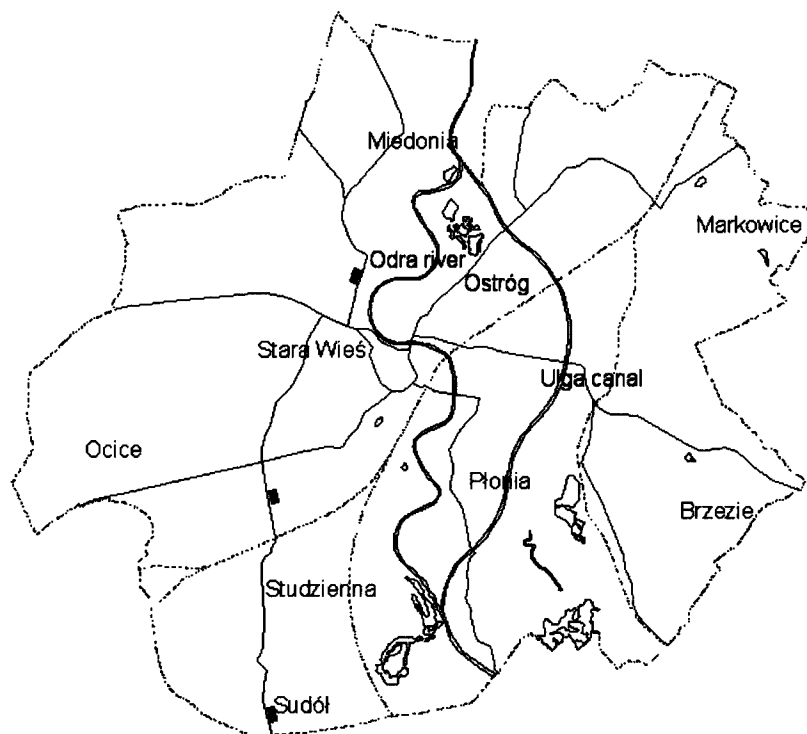 Miedonia
Markowice
Odra river
Ostróg
Stara Wieś
Ulga canal
Ocice
Płonia
Brzezie
Studzienna
Sudół